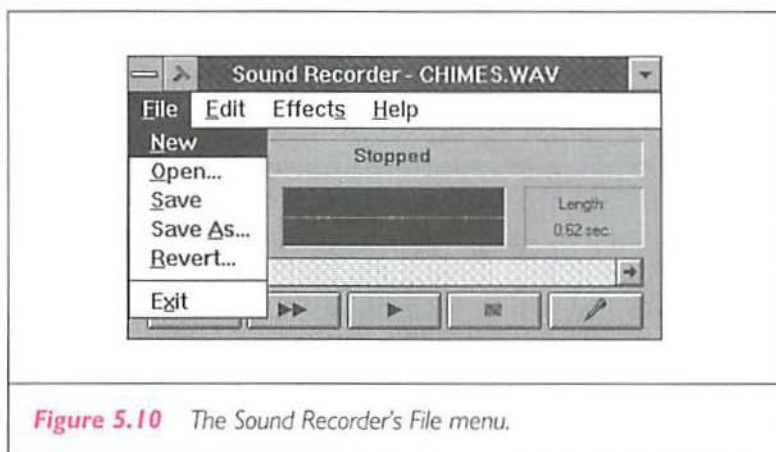 Sound Recorder - CHIMES.WAV
File Edit Effects Help
New
Stopped
Open...
Save
Length
Save As...
0.62 sec.
Revert...
Exit
Figure 5.10 The Sound Recorder's File menu.